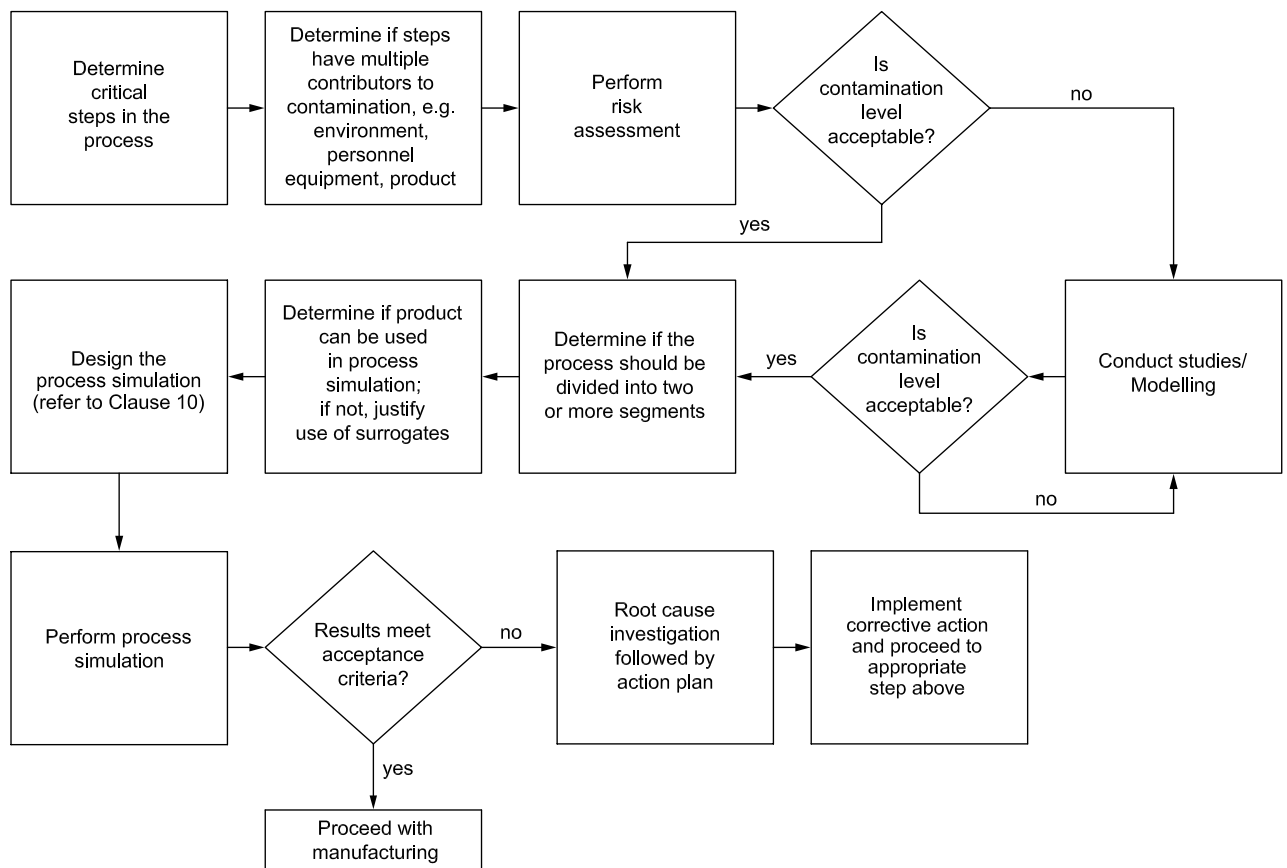 Determine
critical
steps in the
process
Determine if steps
have multiple
contributors to
contamination, e.g.
environment,
personnel
equipment, product
Perform
risk
assessment
Is
contamination
level
acceptable?
no
yes
Design the
process simulation
(refer to Clause 10)
Determine if product
can be used
in process
simulation;
if not, justify
use of surrogates
Determine if the
process should be
divided into two
or more segments
yes
Is
contamination
level
acceptable?
Conduct studies/
Modelling
no
Perform process
simulation
Results meet
acceptance
criteria?
no
Root cause
investigation
followed by
action plan
Implement
corrective action
and proceed to
appropriate
step above
yes
Proceed with
manufacturing